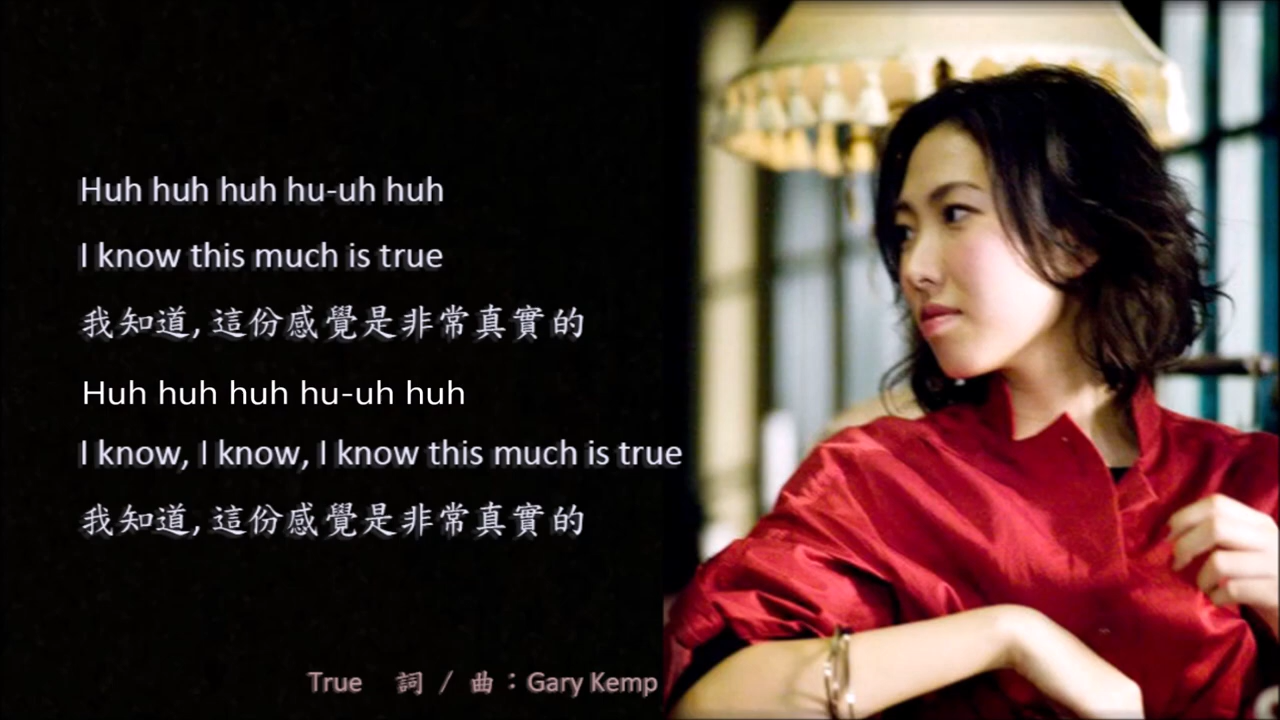 Huh huh huh hu-uh huh
I know this much is true
我知道, 這份感覺是非常真實的
Huh huh huh hu-uh huh
I know, I know, I know this much is true
我知道, 這份感覺是非常真實的
True 詞 / 曲：Gary Kemp